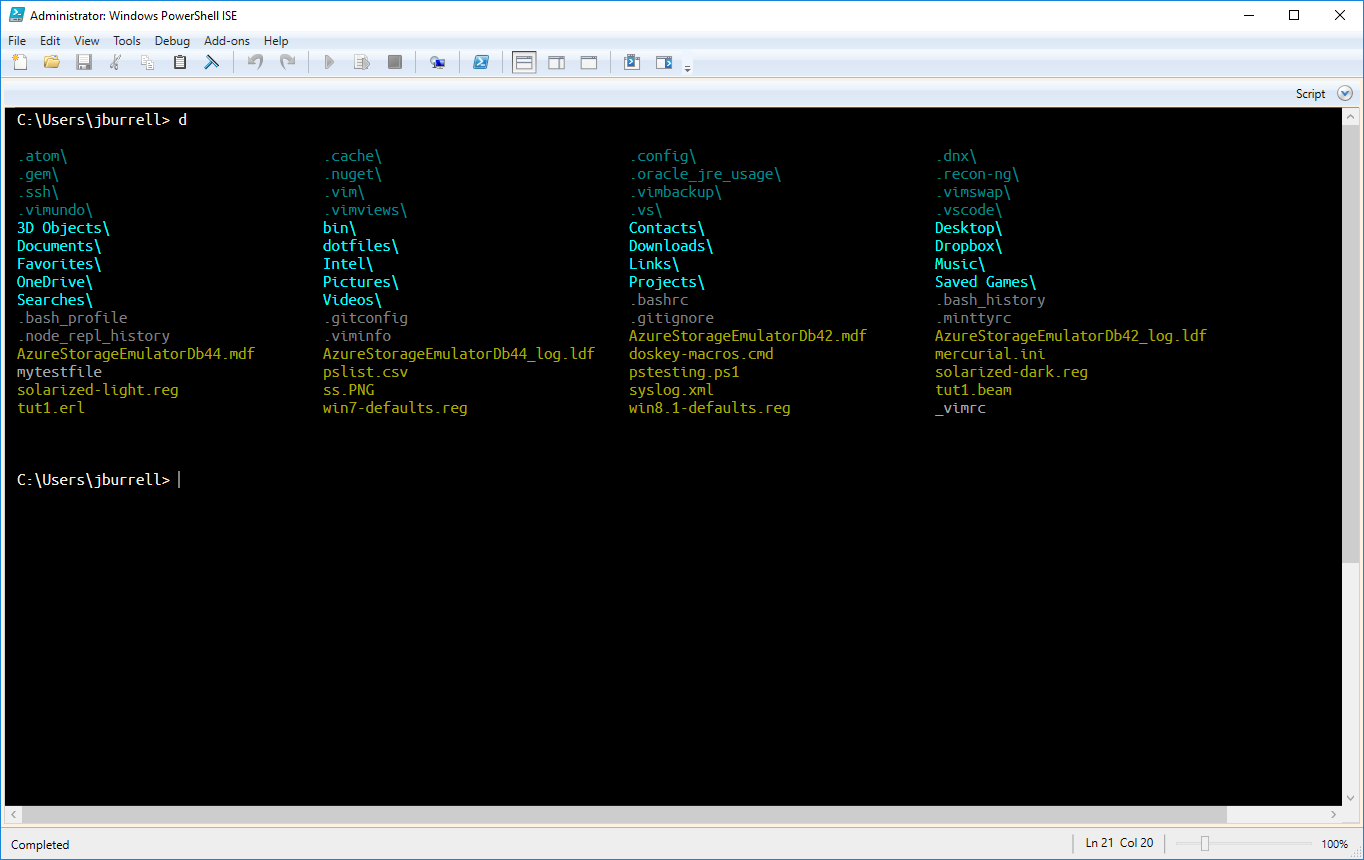 Administrator: Windows PowerShell ISE
File Edit View Tools Debug Add-ons Help
Script
C:\Users\jburrell> d
.atom\ .cache\ .config\ .dnx\
.gem\ .nuget\ .oracle_jre_usage\ .recon-ng\
.ssh\ .vim\ .vimbackup\ .vimswap\
.vimundo\ .vimviews\ .vs\ .vscode\
3D Objects\ bin\ Contacts\ Desktop\
Documents\ dotfiles\ Downloads\ Dropbox\
Favorites\ Intel\ Links\ Music\
OneDrive\ Pictures\ Projects\ Saved Games\
Searches\ Videos\ .bashrc .bash_history
.bash_profile .gitconfig .gitignore .minttyrc
.node_repl_history .viminfo AzureStorageEmulatorDb42.mdf AzureStorageEmulatorDb42_log.ldf
AzureStorageEmulatorDb44.mdf AzureStorageEmulatorDb44_log.ldf doskey-macros.cmd mercurial.ini
mytestfile pslist.csv pstesting.ps1 solarized-dark.reg
solarized-light.reg ss.PNG syslog.xml tut1.beam
tut1.erl win7-defaults.reg win8.1-defaults.reg _vimrc
C:\Users\jburrell>
Completed Ln 21 Col 20 100%